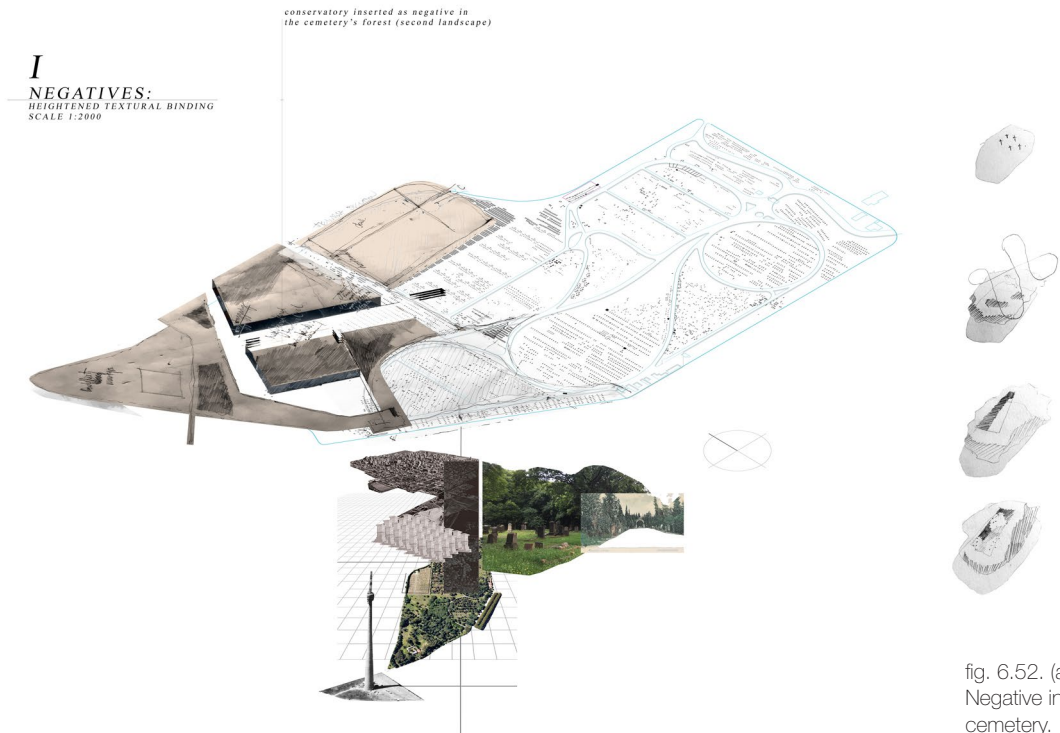 conservatory inserted as negative in
the cemetery's forest (second landscape)
I
NEGATIVES:
HEIGHTENED TEXTURAL BINDING
SCALE 1:2000
fig. 6.52. (a
Negative in
cemetery.